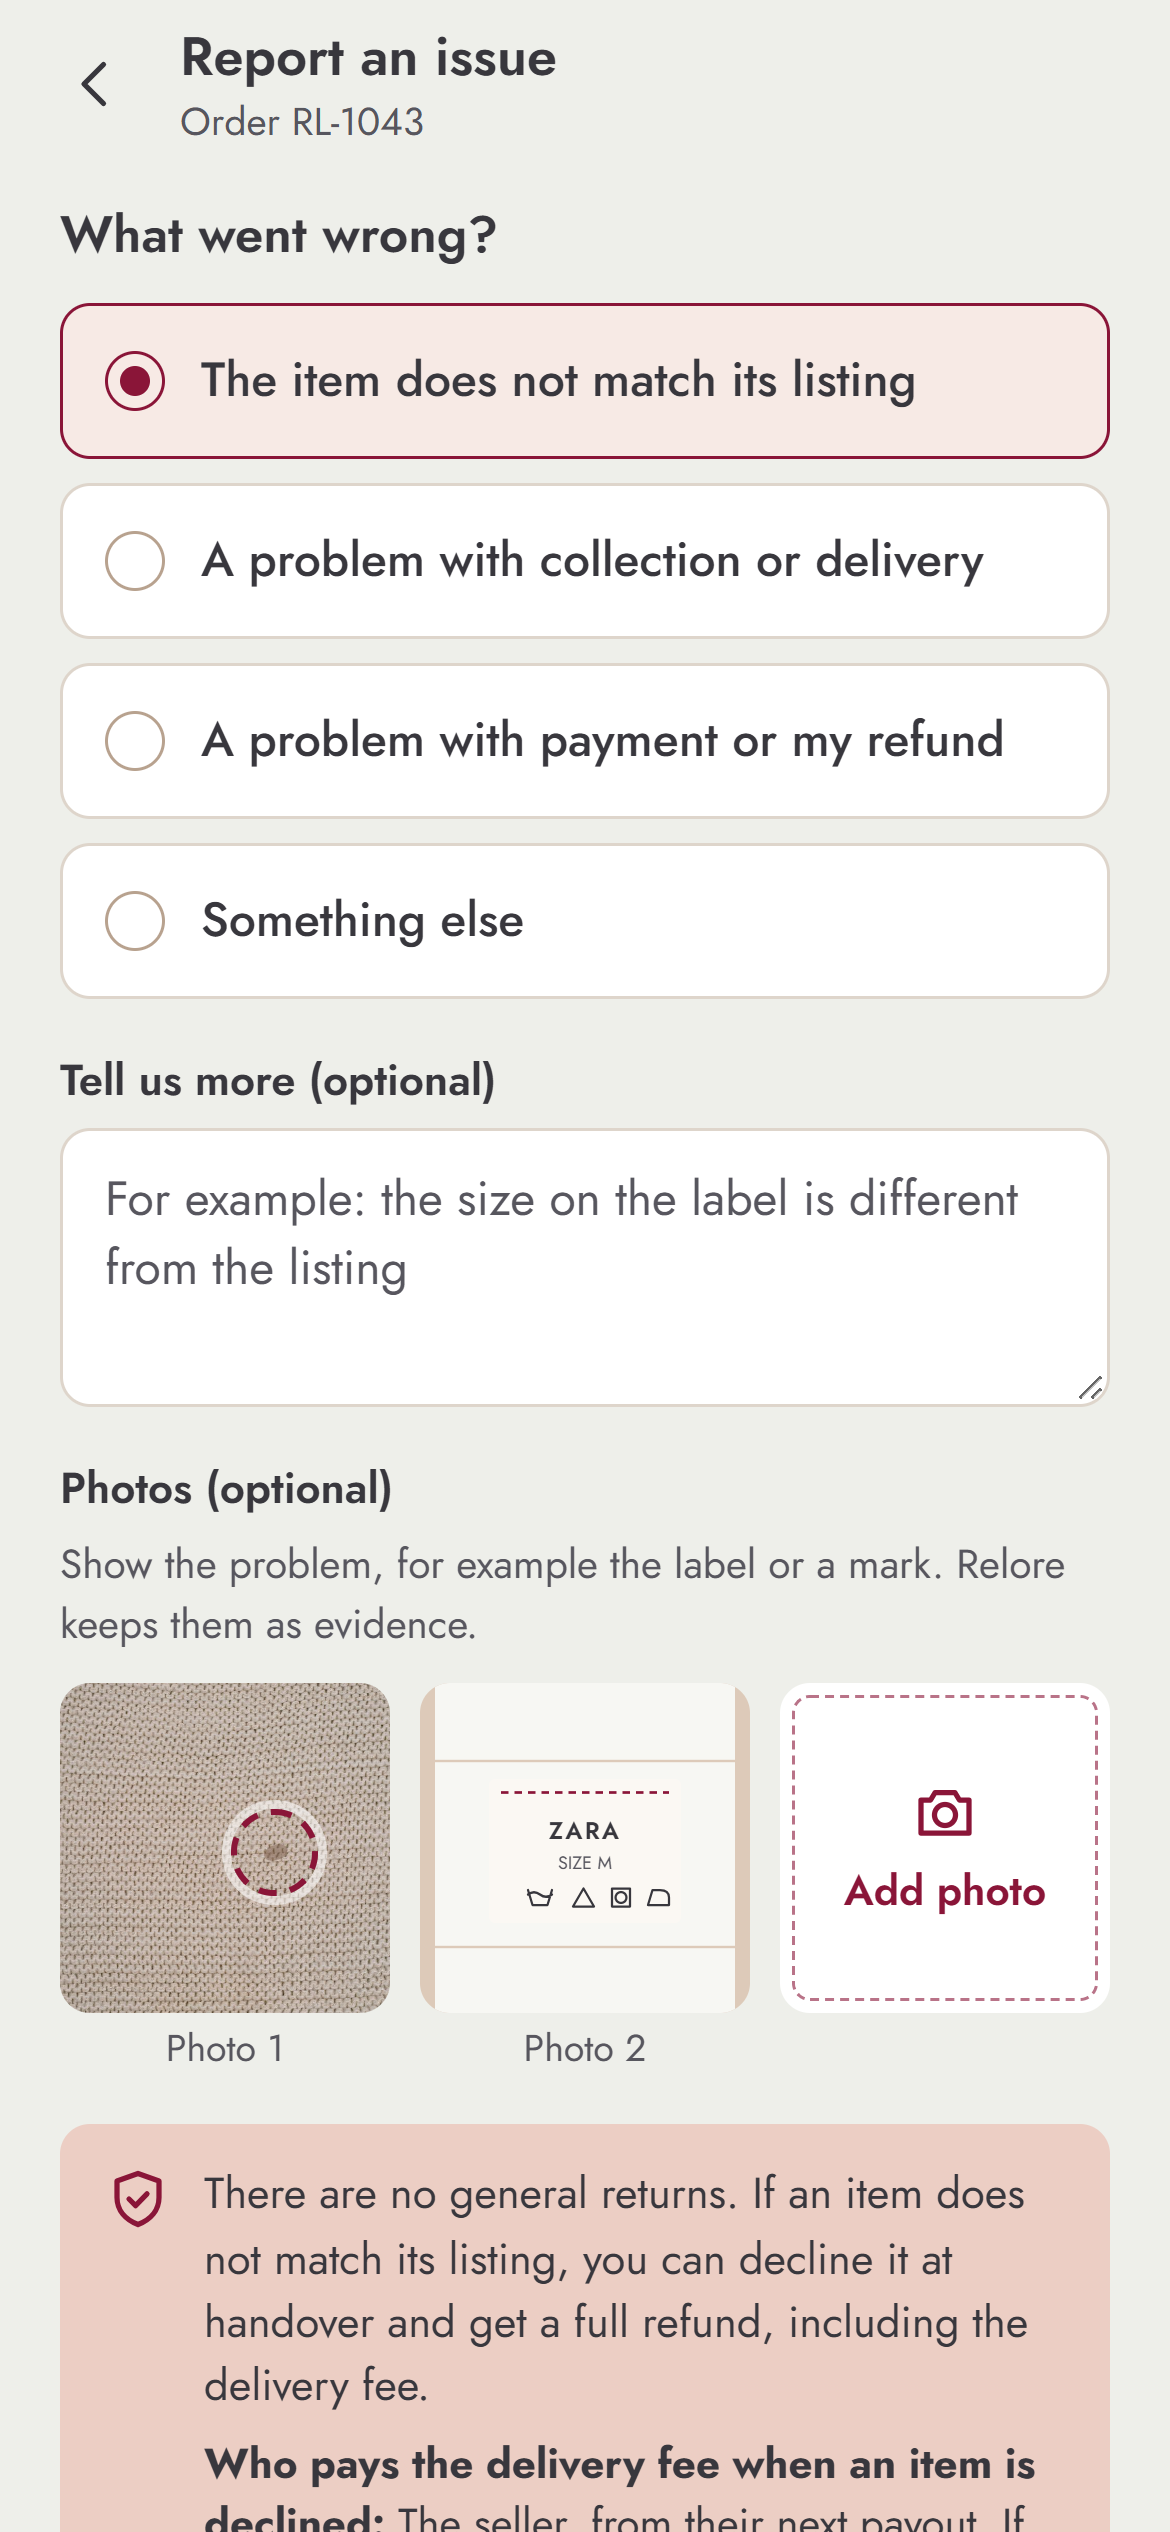 Report an issue
Order RL-1043
What went wrong?
The item does not match its listing
A problem with collection or delivery
A problem with payment or my refund
Something else
Tell us more (optional)
For example: the size on the label is different
from the listing
Photos (optional)
Show the problem, for example the label or a mark. Relore
keeps them as evidence.
ZARA
SIZE M
Add photo
Photo 1
Photo 2
There are no general returns. If an item does
not match its listing, you can decline it at
handover and get a full refund, including the
delivery fee.
Who pays the delivery fee when an item is
declined: The seller, from their next payout. If